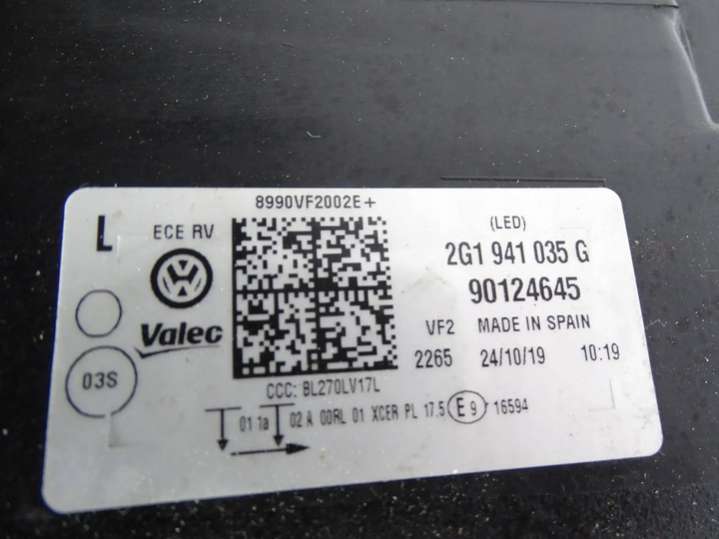 8990VF2002E+
L ECE RV
(LED)
2G1 941 035 G
90124645
Valeo
VF2 MADE IN SPAIN
2265 24/10/19 10:19
03S
CCC: BL270LV17L
01 1a 02 A 00RL 01 XCER PL 17.5 E9 16594